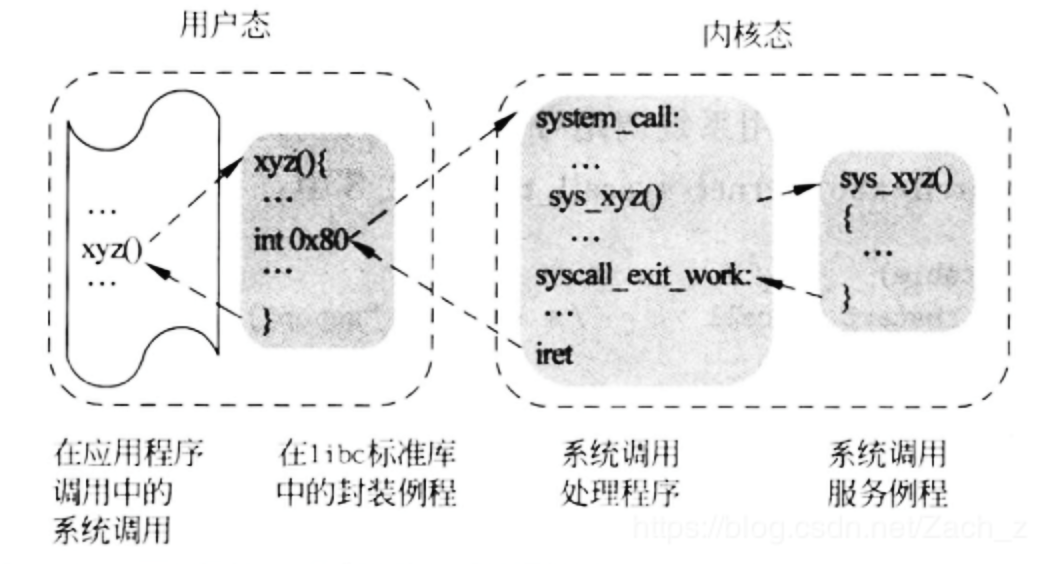 用户态
内核态
...
xyz()
...
xyz(){
...
int 0x80
...
}
system_call:
...
sys_xyz()
...
syscall_exit_work:
...
iret
sys_xyz()
{
...
}
在应用程序
调用中的
系统调用
在libc标准库
中的封装例程
系统调用
处理程序
系统调用
服务例程
https://blog.csdn.net/Zach_z